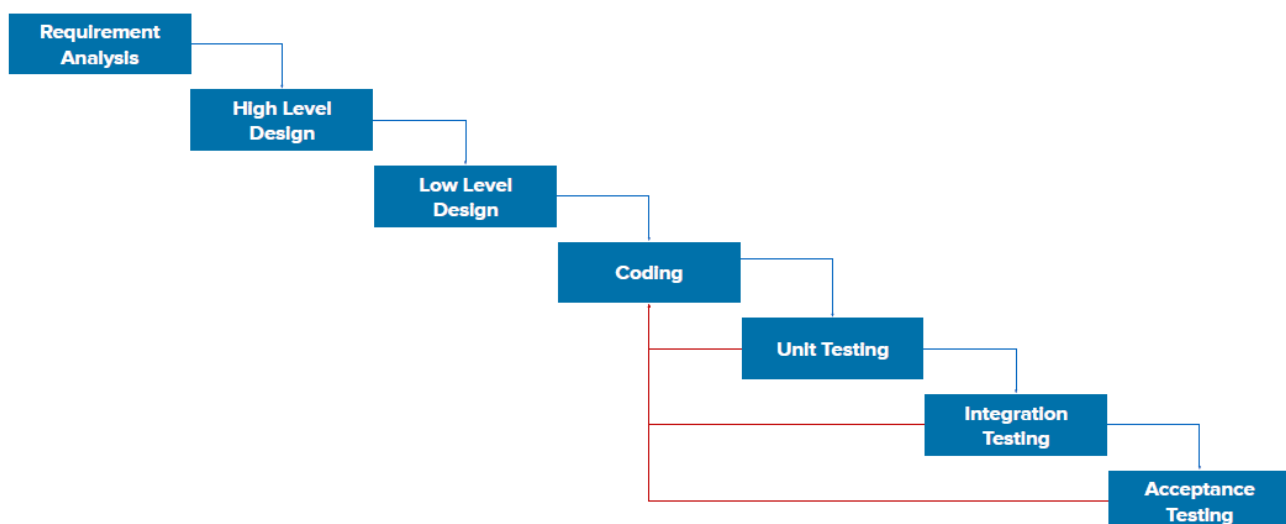 Requirement
Analysis
High Level
Design
Low Level
Design
Coding
Unit Testing
Integration
Testing
Acceptance
Testing